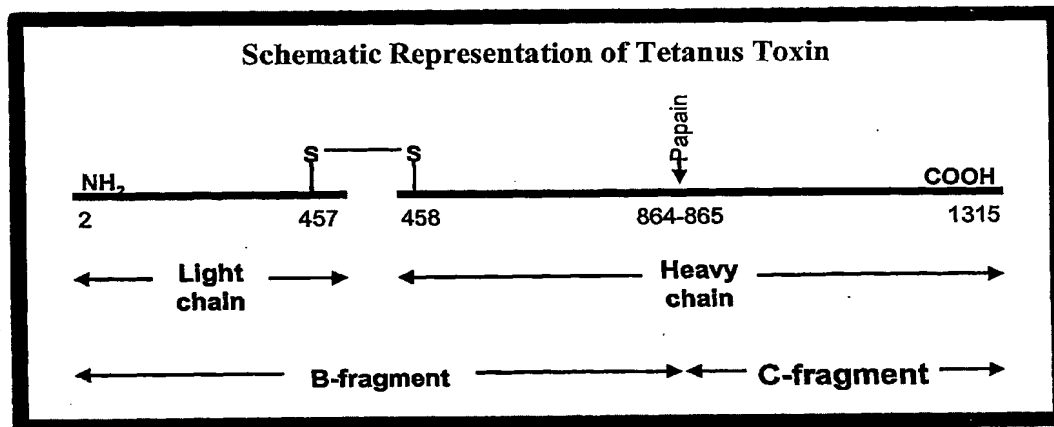 Schematic Representation of Tetanus Toxin
Papain
S S
NH2 COOH
2 457 458 864-865 1315
Light chain
Heavy chain
B-fragment C-fragment